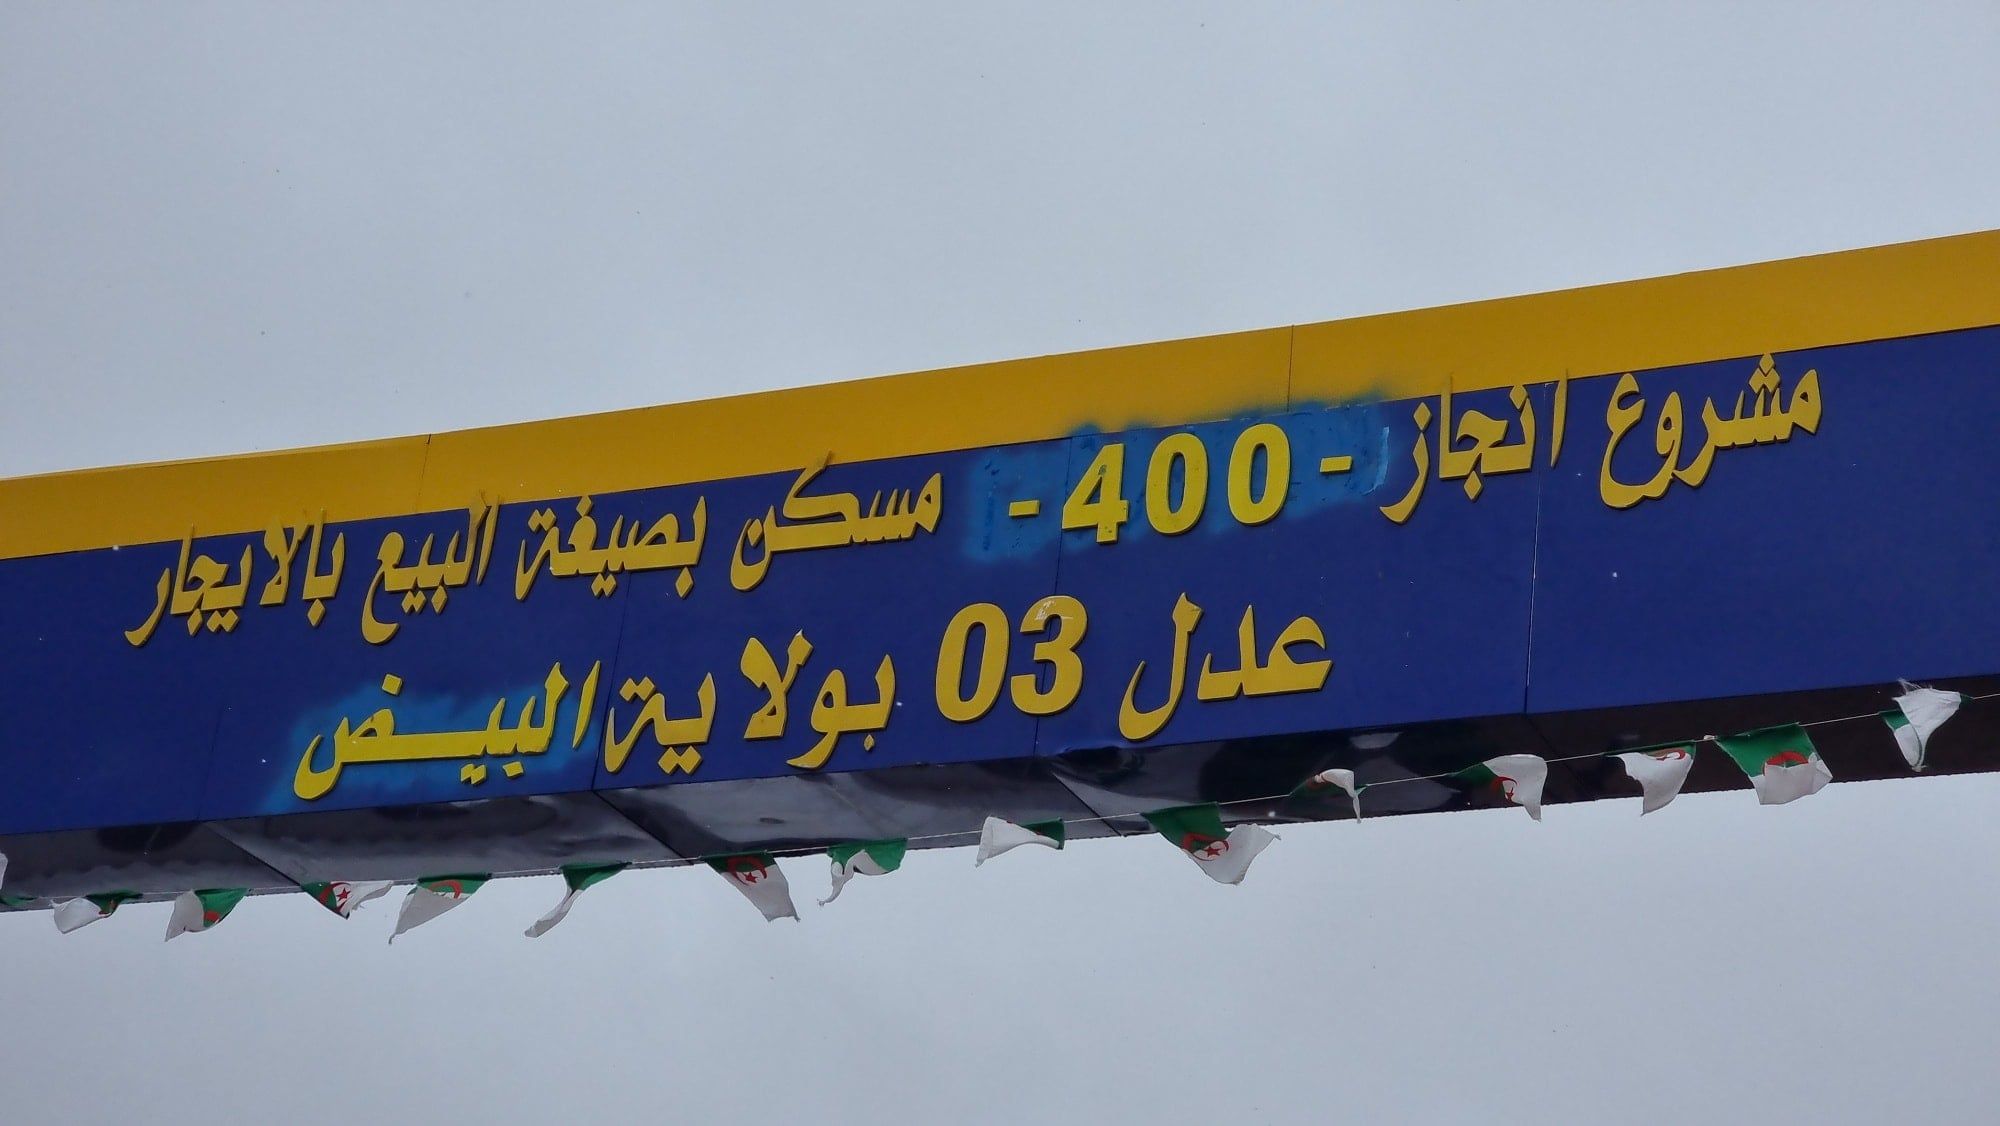 مشروع انجاز - 400 - مسكن بصيغة البيع بالايجار
عدل 03 بولاية البيض